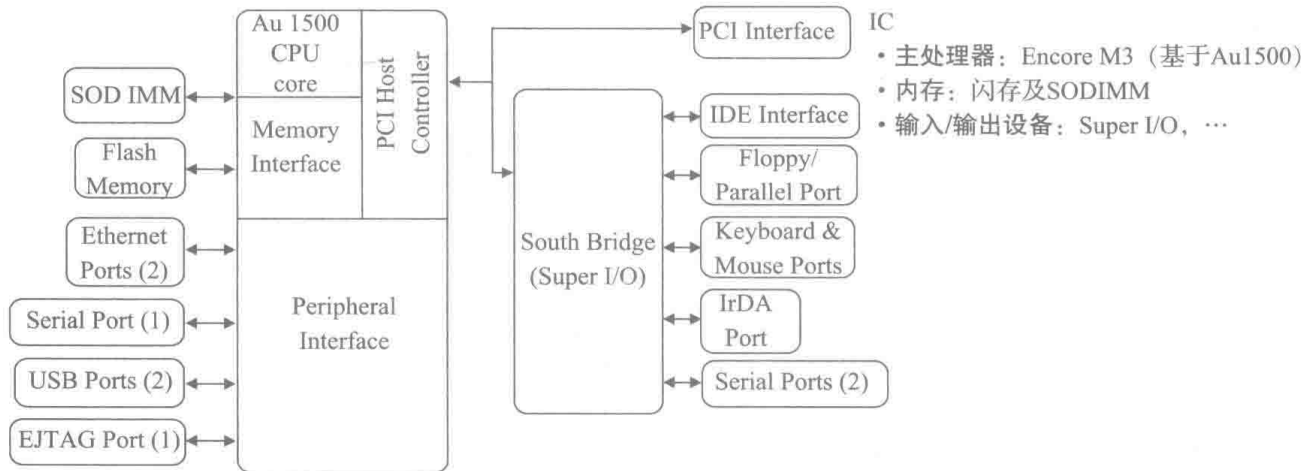 Au 1500
CPU
core
PCI Host
Controller
Memory
Interface
Peripheral
Interface
SOD IMM
Flash
Memory
Ethernet
Ports (2)
Serial Port (1)
USB Ports (2)
EJTAG Port (1)
South Bridge
(Super I/O)
PCI Interface
IDE Interface
Floppy/
Parallel Port
Keyboard &
Mouse Ports
IrDA
Port
Serial Ports (2)
IC
• 主处理器：Encore M3（基于Au1500）
• 内存：闪存及SODIMM
• 输入/输出设备：Super I/O，…